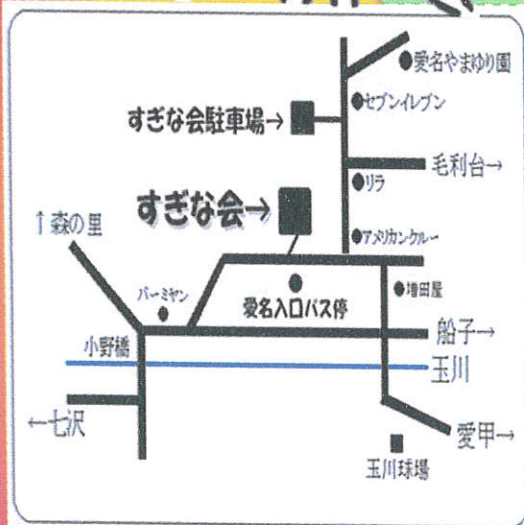 愛名やまゆり園
セブンイレブン
すぎな会駐車場→
毛利台→
リラ
すぎな会→
↑森の里
アメリカンクルー
バーミヤン
愛名入口バス停
増田屋
船子→
小野橋
玉川
←七沢
愛甲→
玉川球場